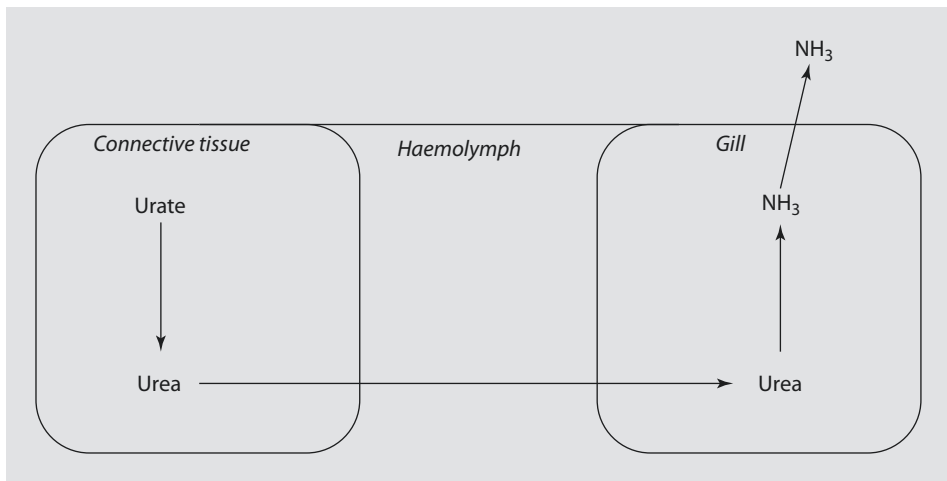 NH3
Connective tissue
Haemolymph
Gill
Urate
NH3
Urea
Urea